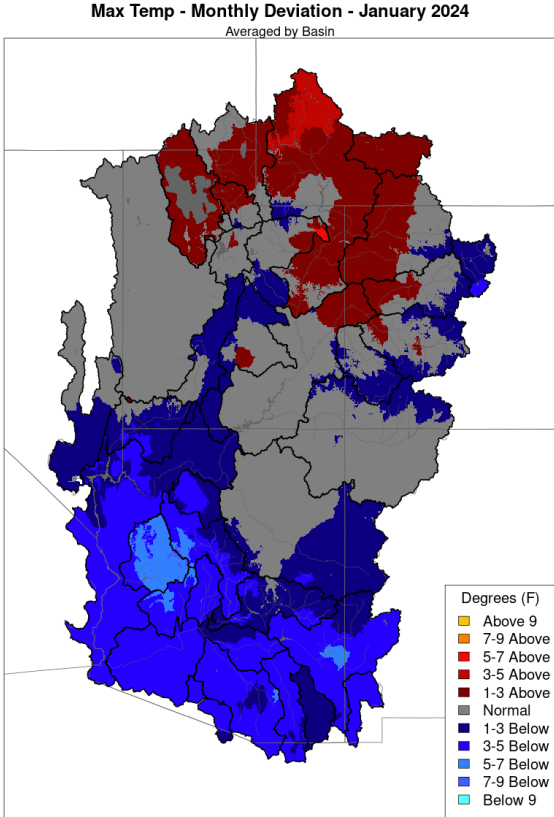 Max Temp - Monthly Deviation - January 2024
Averaged by Basin
Degrees (F)
Above 9
7-9 Above
5-7 Above
3-5 Above
1-3 Above
Normal
1-3 Below
3-5 Below
5-7 Below
7-9 Below
Below 9